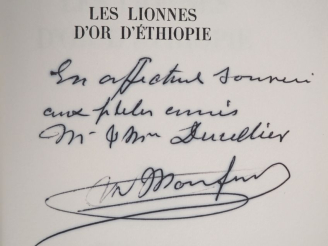 LES LIONNES
D'OR D'ÉTHIOPIE
En affectueux souvenir
aux fidèles amis
Mr & Mme Ducellier